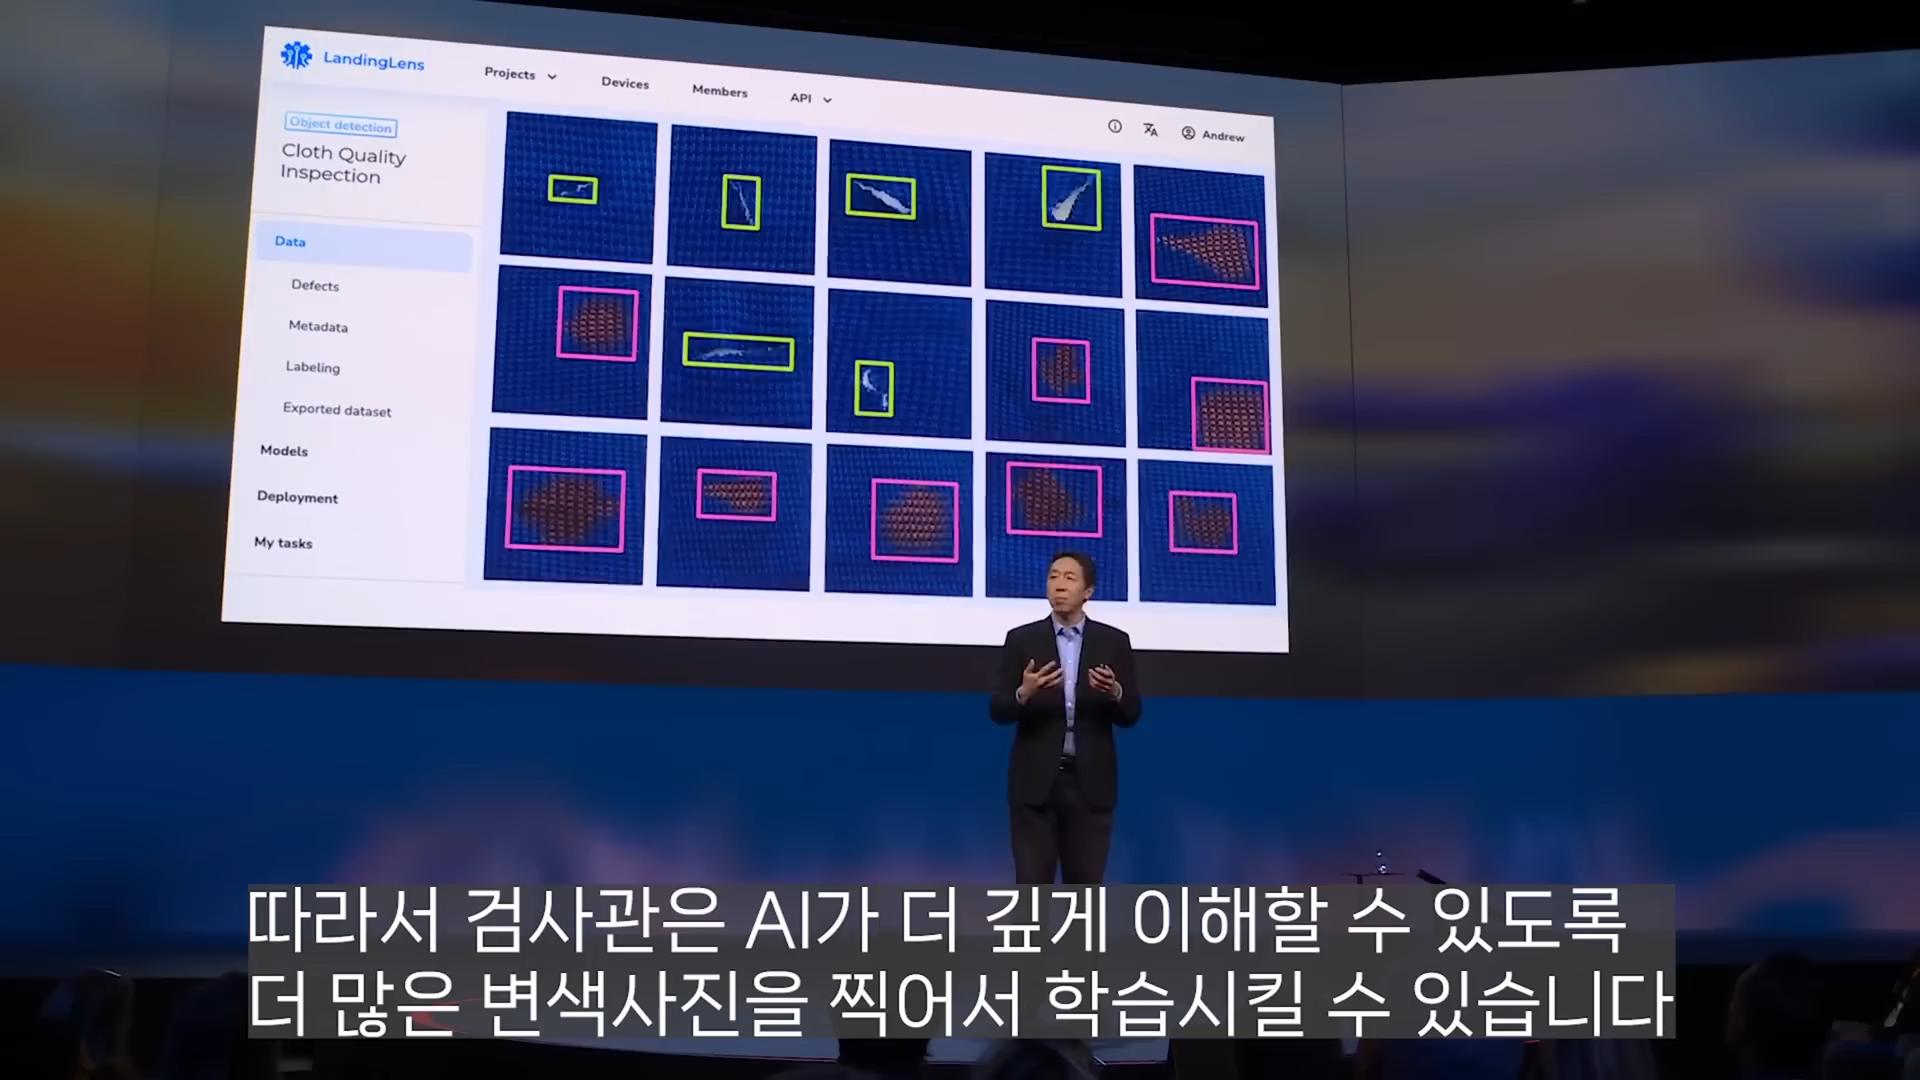 LandingLens
Projects
Devices
Members
API
Andrew
Object detection
Cloth Quality
Inspection
Data
Defects
Metadata
Labeling
Exported dataset
Models
Deployment
My tasks
따라서 검사관은 AI가 더 깊게 이해할 수 있도록
더 많은 변색사진을 찍어서 학습시킬 수 있습니다